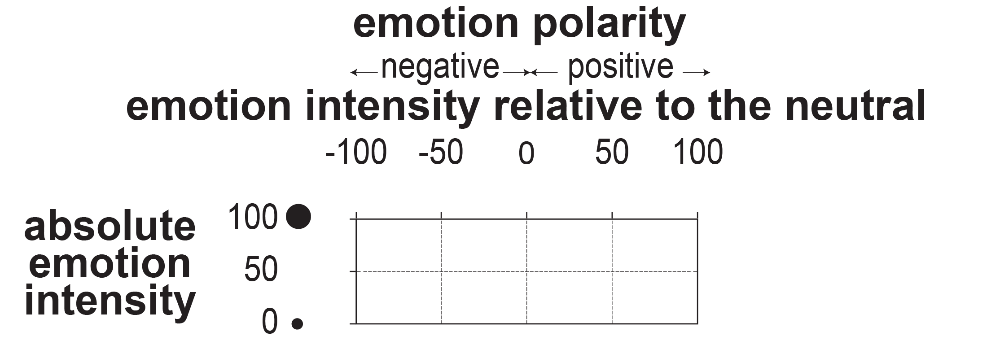 emotion polarity
negative positive
emotion intensity relative to the neutral
-100 -50 0 50 100
absolute
emotion
intensity
100
50
0